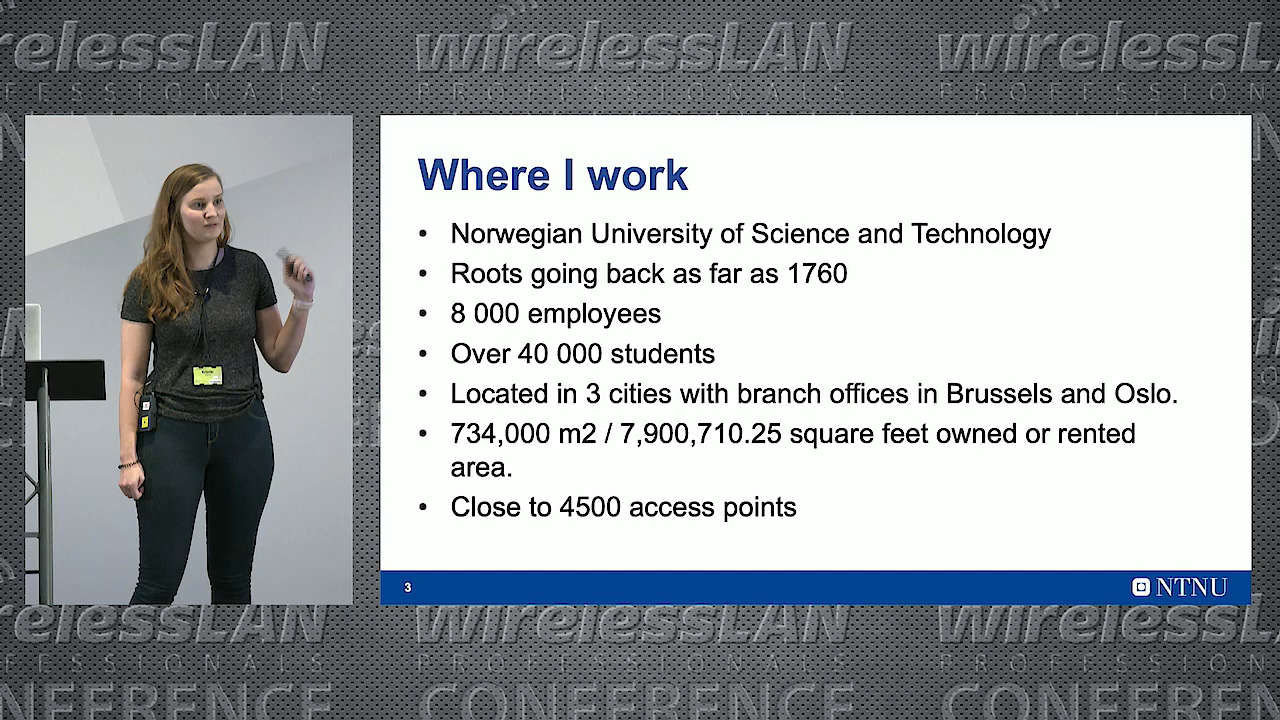 wirelessLAN
PROFESSIONALS
Where I work
• Norwegian University of Science and Technology
• Roots going back as far as 1760
• 8 000 employees
• Over 40 000 students
• Located in 3 cities with branch offices in Brussels and Oslo.
• 734,000 m2 / 7,900,710.25 square feet owned or rented
area.
• Close to 4500 access points
3
NTNU
wirelessLAN
PROFESSIONALS
CONFERENCE